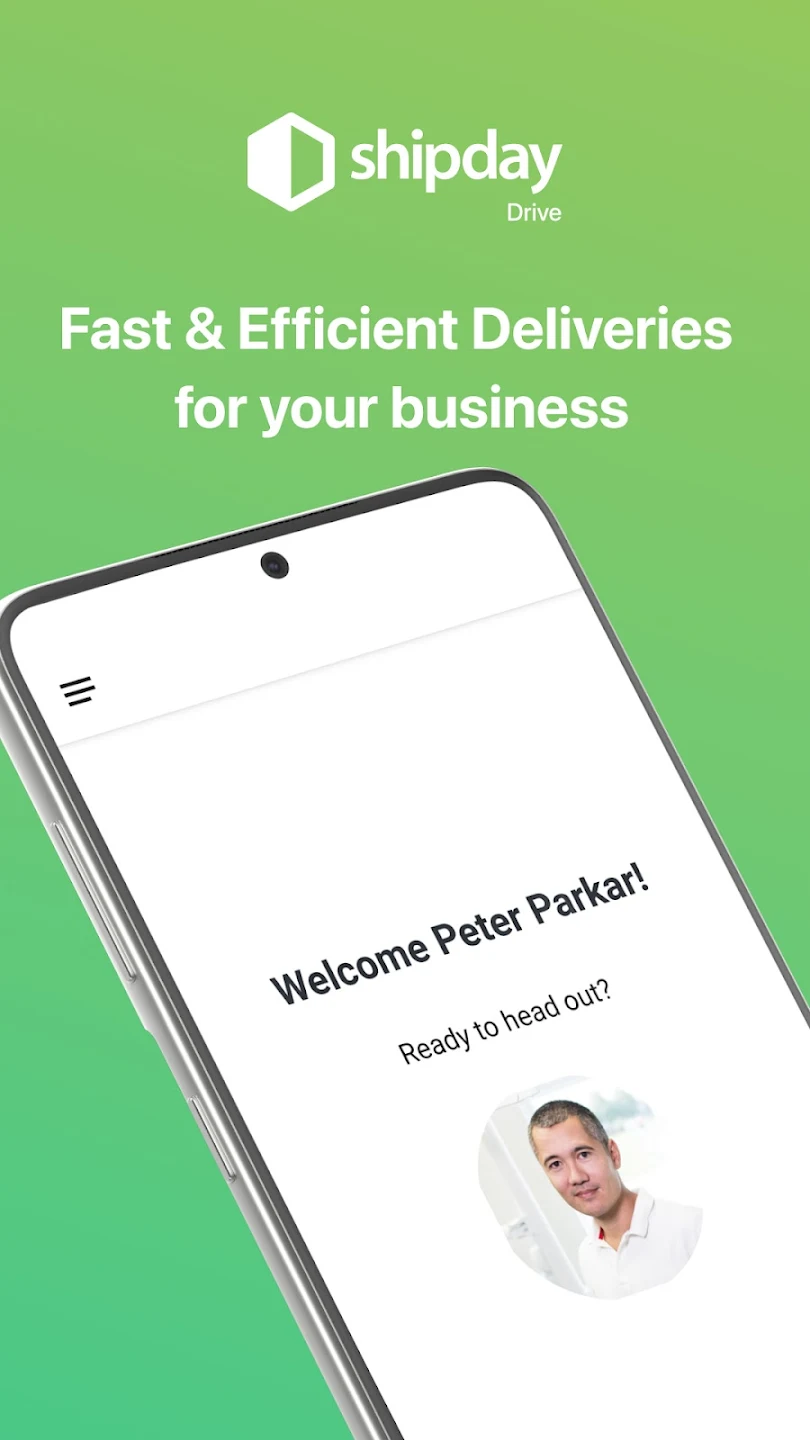 shipday
Drive
Fast & Efficient Deliveries
for your business
Welcome Peter Parkar!
Ready to head out?